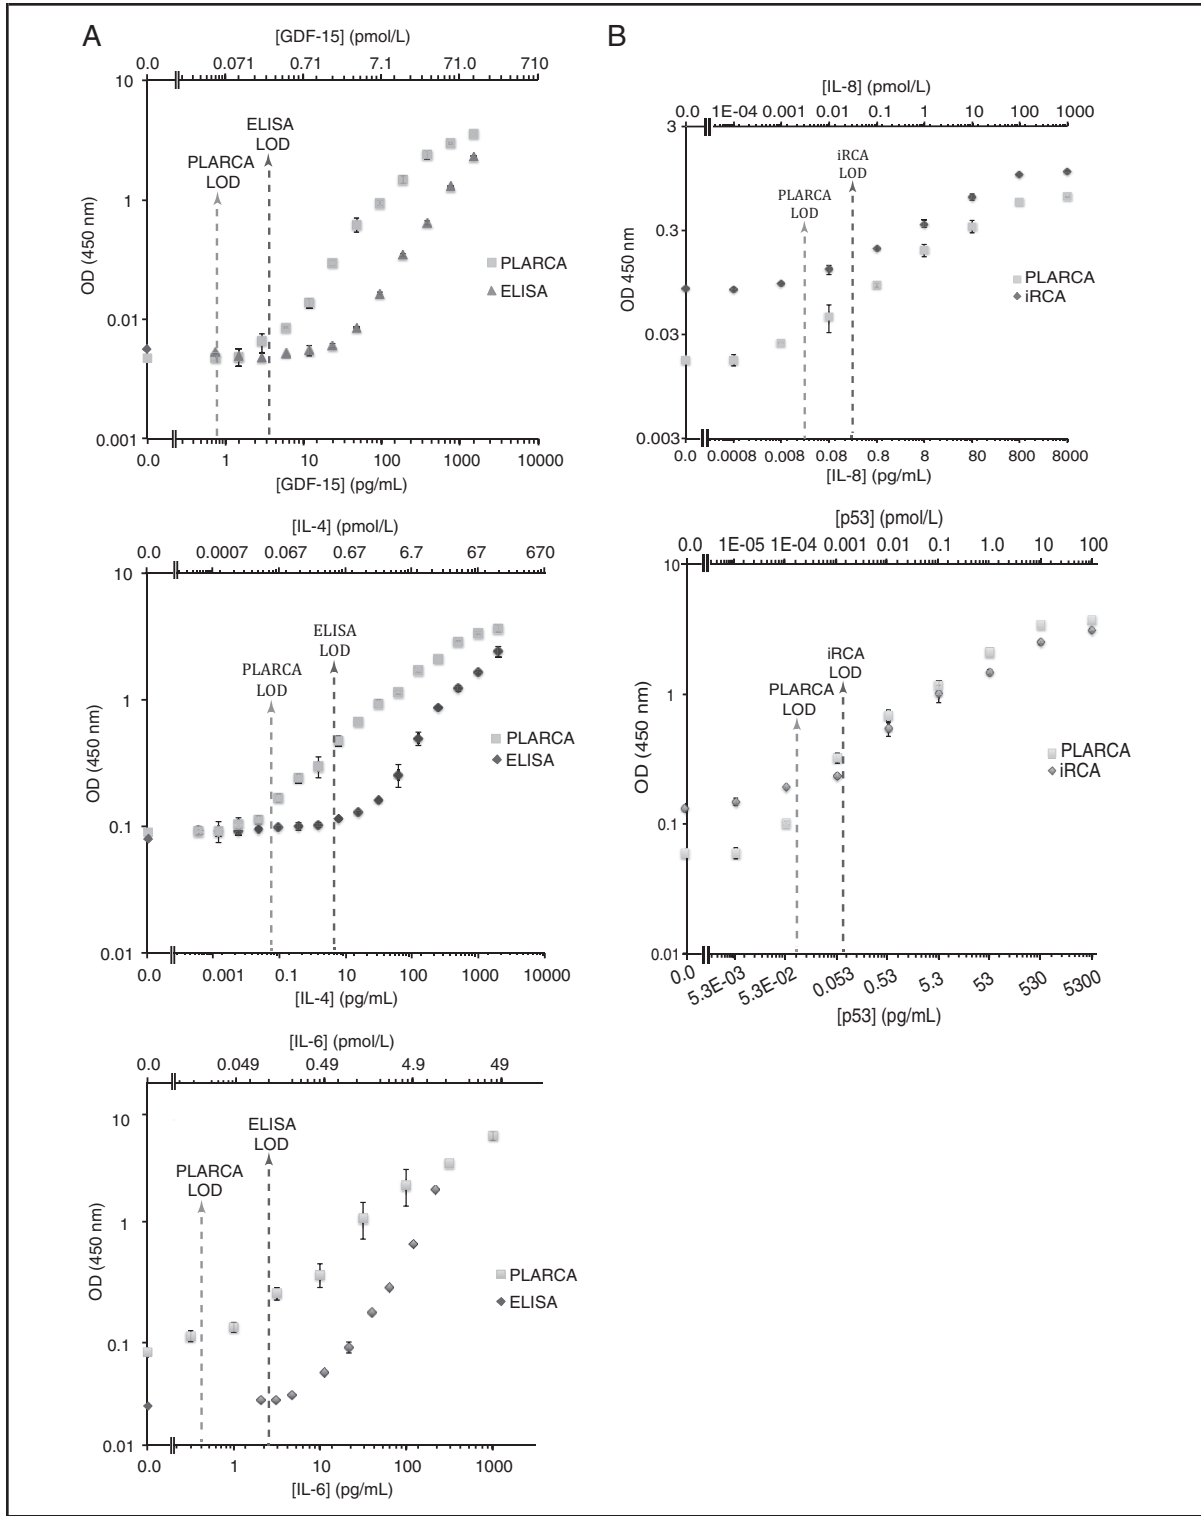 A
[GDF-15] (pmol/L)
0.0 0.071 0.71 7.1 71.0 710
10
1
0.01
0.001
OD (450 nm)
PLARCA
LOD
ELISA
LOD
PLARCA
ELISA
0.0 1 10 100 1000 10000
[GDF-15] (pg/mL)
[IL-4] (pmol/L)
0.0 0.0007 0.067 0.67 6.7 67 670
10
1
0.1
0.01
OD (450 nm)
PLARCA
LOD
ELISA
LOD
PLARCA
ELISA
0.0 0.001 0.1 10 100 1000 10000
[IL-4] (pg/mL)
[IL-6] (pmol/L)
0.0 0.049 0.49 4.9 49
10
1
0.1
0.01
OD (450 nm)
PLARCA
LOD
ELISA
LOD
PLARCA
ELISA
0.0 1 10 100 1000
[IL-6] (pg/mL)
B
[IL-8] (pmol/L)
0.0 1E-04 0.001 0.01 0.1 1 10 100 1000
3
0.3
0.03
0.003
OD 450 nm
PLARCA
LOD
iRCA
LOD
PLARCA
iRCA
0.0 0.0008 0.008 0.08 0.8 8 80 800 8000
[IL-8] (pg/mL)
[p53] (pmol/L)
0.0 1E-05 1E-04 0.001 0.01 0.1 1.0 10 100
10
1
0.1
0.01
OD (450 nm)
PLARCA
LOD
iRCA
LOD
PLARCA
iRCA
0.0 5.3E-03 5.3E-02 0.053 0.53 5.3 53 530 5300
[p53] (pg/mL)